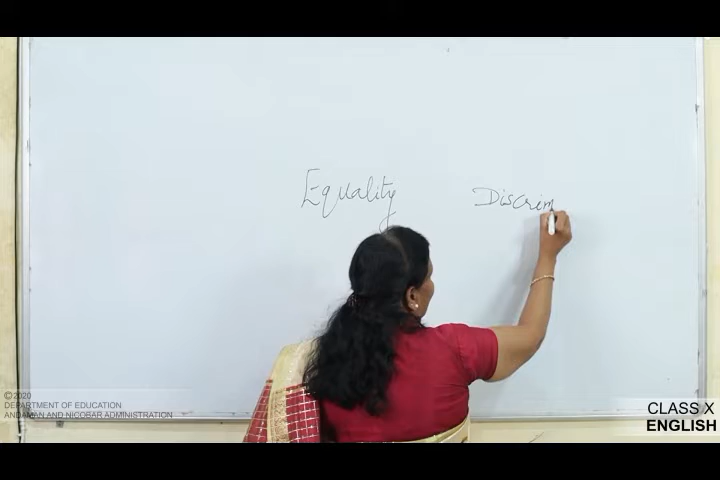 Equality Discrim
©2020
DEPARTMENT OF EDUCATION
ANDAMAN AND NICOBAR ADMINISTRATION
CLASS X
ENGLISH